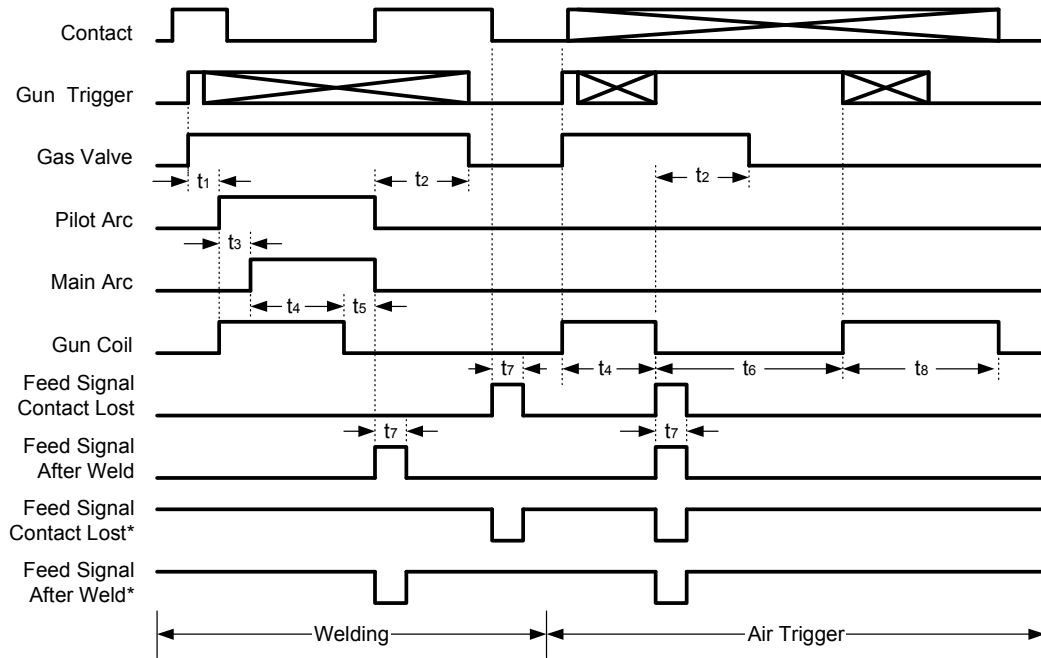 Contact
Gun Trigger
Gas Valve
t1
t2
t2
Pilot Arc
t3
Main Arc
t4
t5
Gun Coil
t7
t4
t6
t8
Feed Signal
Contact Lost
t7
t7
Feed Signal
After Weld
Feed Signal
Contact Lost*
Feed Signal
After Weld*
Welding
Air Trigger